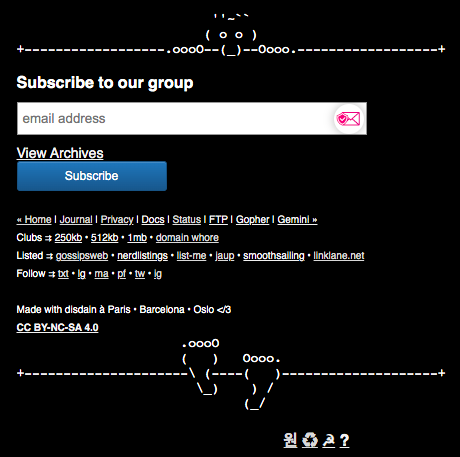 ''~``
( o o )
+------------------.oooO--(_)--Oooo.------------------+
Subscribe to our group
email address
View Archives
Subscribe
« Home | Journal | Privacy | Docs | Status | FTP | Gopher | Gemini »
Clubs ⇉ 250kb • 512kb • 1mb • domain whore
Listed ⇉ gossipsweb • nerdlistings • list-me • jaup • smoothsailing • linklane.net
Follow ⇉ txt • lg • ma • pf • tw • ig
Made with disdain à Paris • Barcelona • Oslo </3
CC BY-NC-SA 4.0
.oooO
(   )   Oooo.
+---------------------\ (----(   )---------------------+
\_)    ) /
(_/
원 ♽ ☭ ?